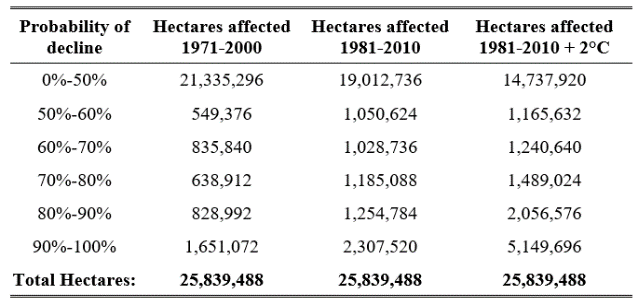 Probability of decline Hectares affected 1971-2000 Hectares affected 1981-2010 Hectares affected 1981-2010 + 2°C
0%-50% 21,335,296 19,012,736 14,737,920
50%-60% 549,376 1,050,624 1,165,632
60%-70% 835,840 1,028,736 1,240,640
70%-80% 638,912 1,185,088 1,489,024
80%-90% 828,992 1,254,784 2,056,576
90%-100% 1,651,072 2,307,520 5,149,696
Total Hectares: 25,839,488 25,839,488 25,839,488